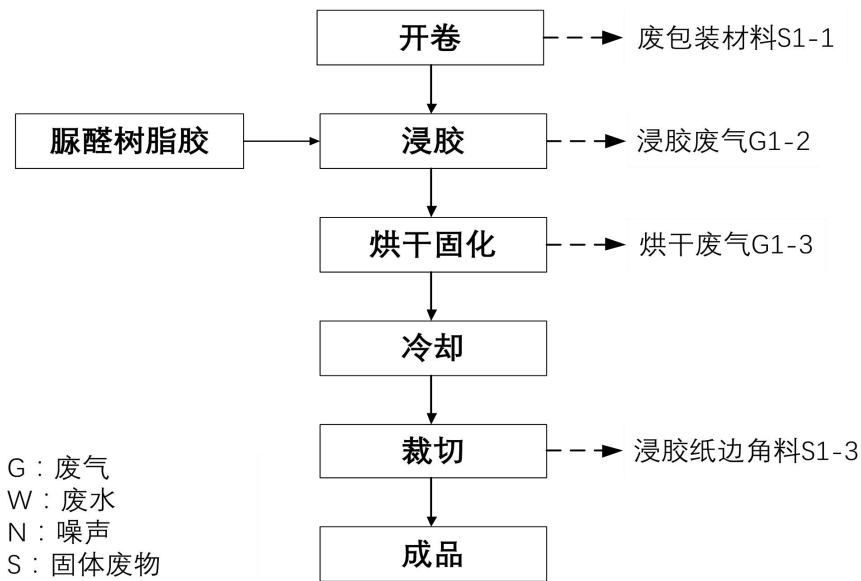 开卷
废包装材料S1-1
脲醛树脂胶
浸胶
浸胶废气G1-2
烘干固化
烘干废气G1-3
冷却
裁切
浸胶纸边角料S1-3
成品
G：废气
W：废水
N：噪声
S：固体废物